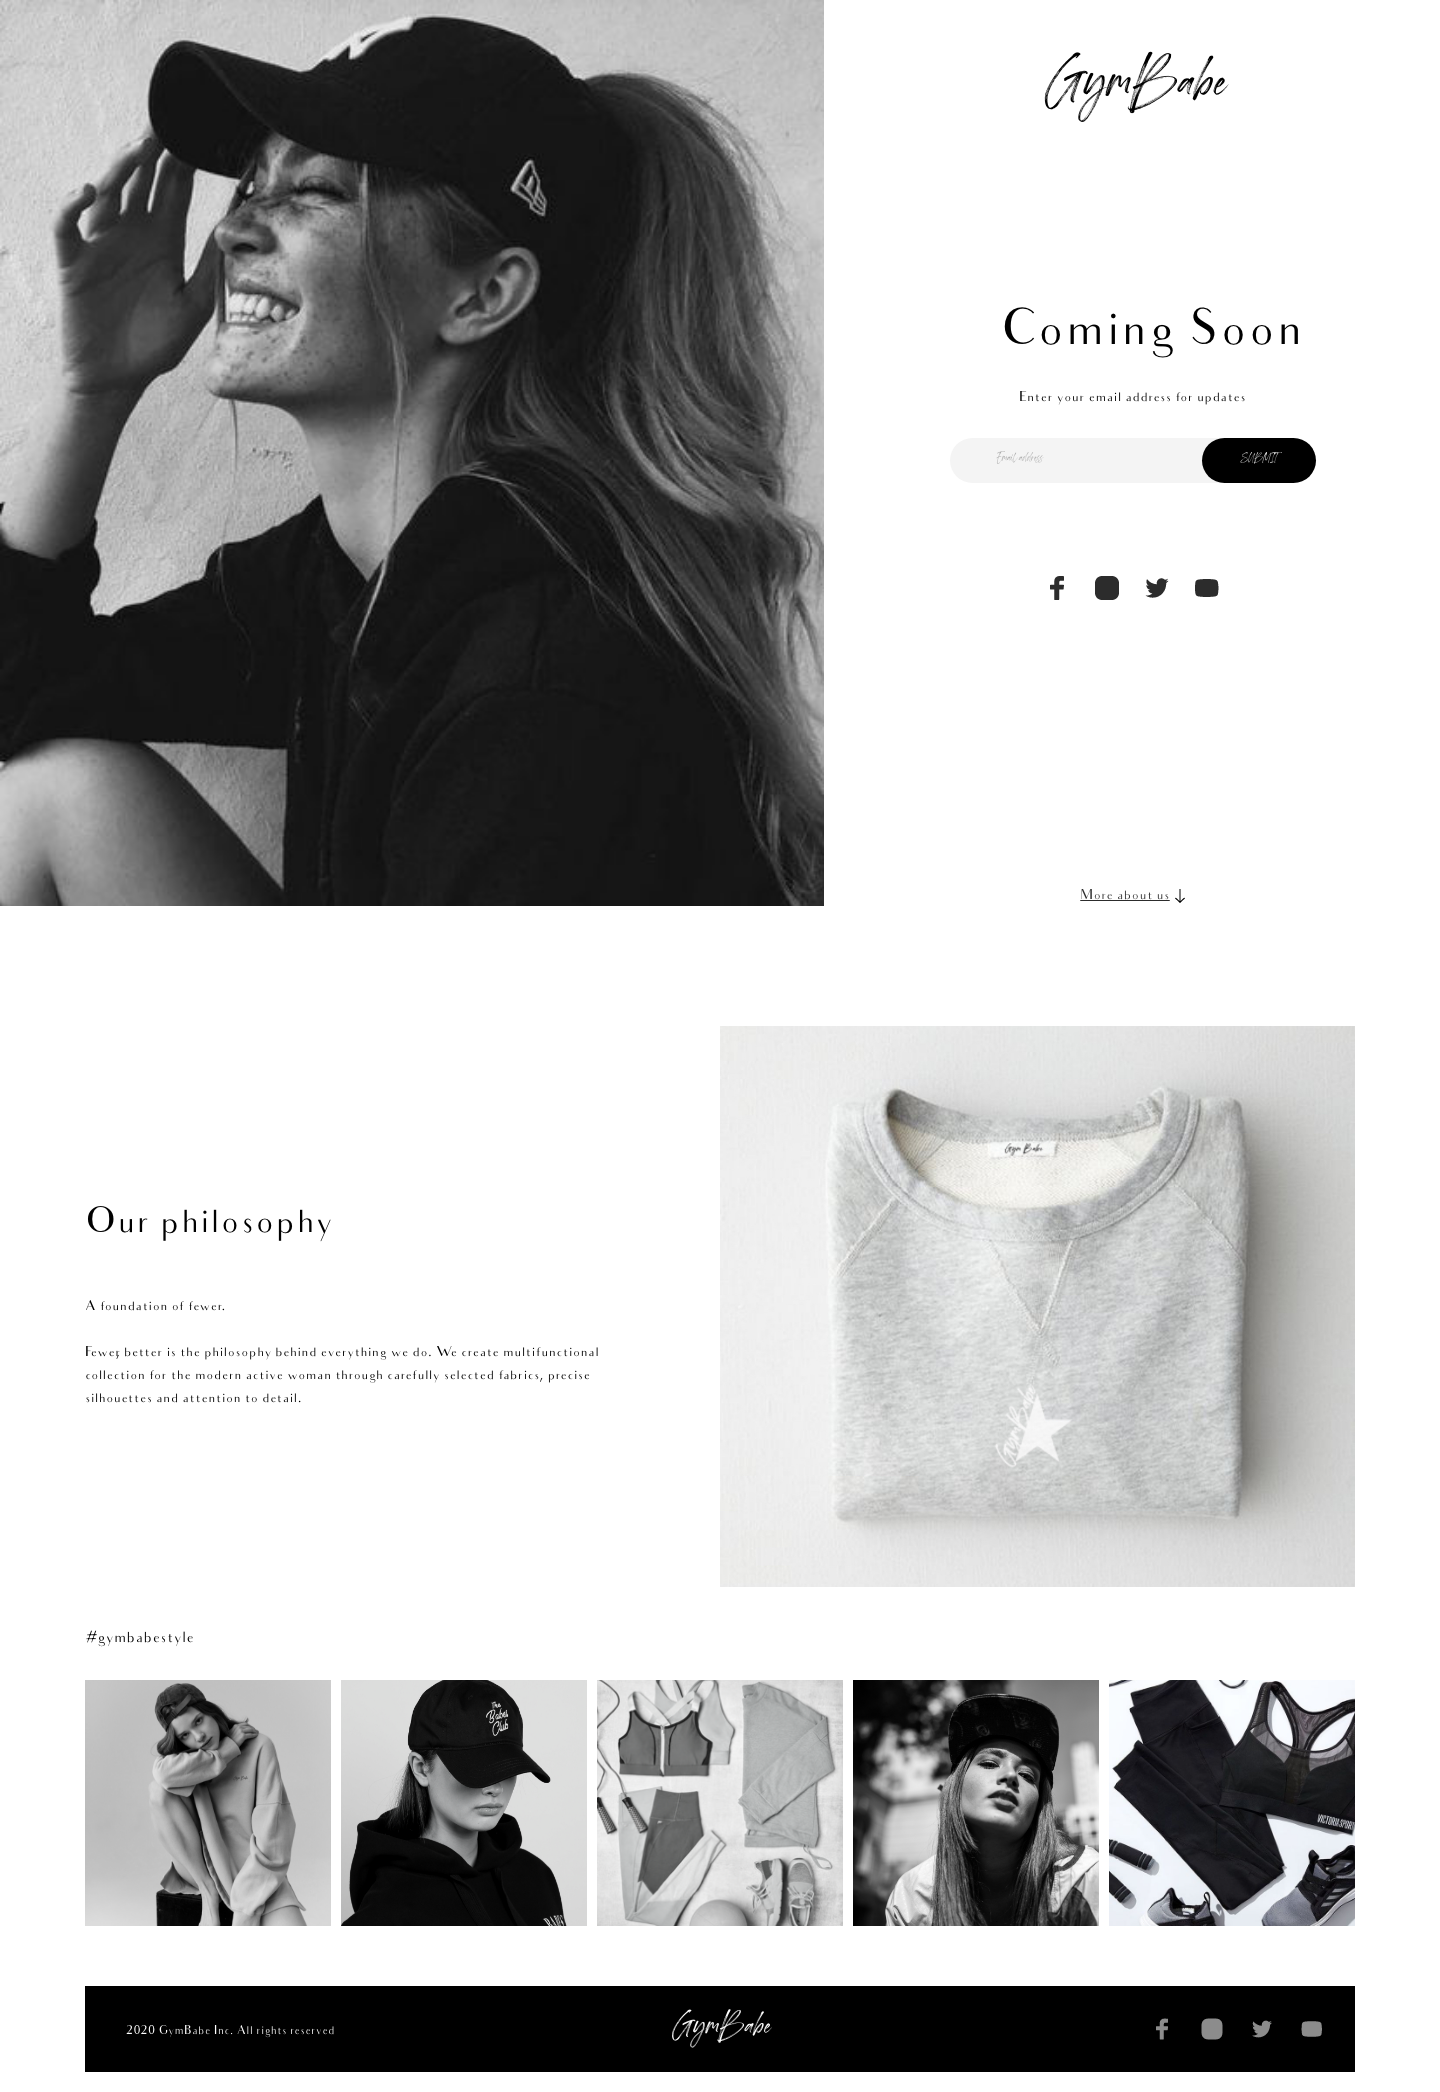 GymBabe
Coming Soon
Enter your email address for updates
Email address
SUBMIT
More about us
Our philosophy
A foundation of fewer.
Fewer, better is the philosophy behind everything we do. We create multifunctional
collection for the modern active woman through carefully selected fabrics, precise
silhouettes and attention to detail.
Gym Babe
GymBabe
#gymbabestyle
The
Babes
Club
VICTORIA SPORT
2020 GymBabe Inc. All rights reserved
GymBabe